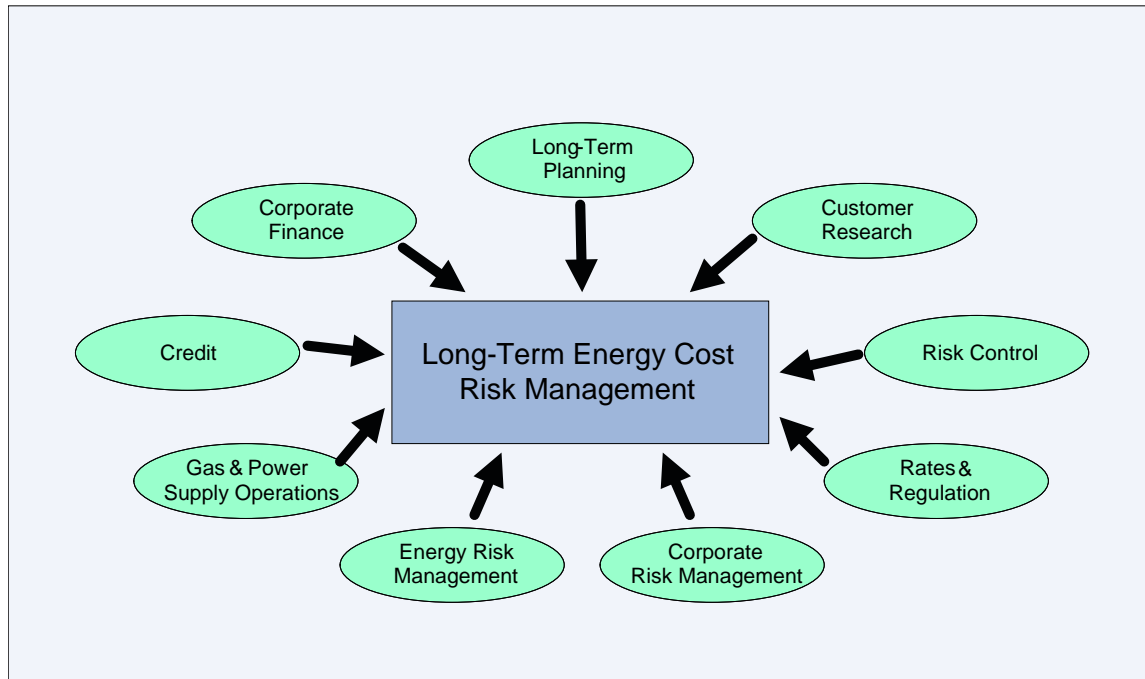 Long-Term
Planning
Corporate
Finance
Customer
Research
Credit
Long-Term Energy Cost
Risk Management
Risk Control
Gas & Power
Supply Operations
Rates &
Regulation
Energy Risk
Management
Corporate
Risk Management